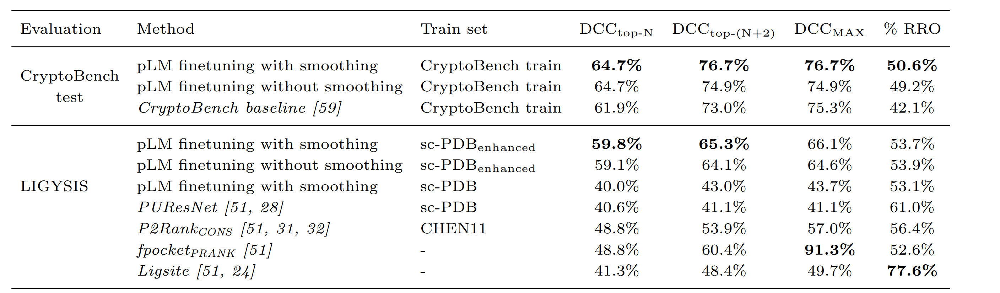 Evaluation Method Train set DCCtop-N DCCtop-(N+2) DCCMAX % RRO
CryptoBench test
pLM finetuning with smoothing CryptoBench train 64.7% 76.7% 76.7% 50.6%
pLM finetuning without smoothing CryptoBench train 64.7% 74.9% 74.9% 49.2%
CryptoBench baseline [59] CryptoBench train 61.9% 73.0% 75.3% 42.1%
LIGYSIS
pLM finetuning with smoothing sc-PDBenhanced 59.8% 65.3% 66.1% 53.7%
pLM finetuning without smoothing sc-PDBenhanced 59.1% 64.1% 64.6% 53.9%
pLM finetuning with smoothing sc-PDB 40.0% 43.0% 43.7% 53.1%
PUResNet [51, 28] sc-PDB 40.6% 41.1% 41.1% 61.0%
P2RankCONS [51, 31, 32] CHEN11 48.8% 53.9% 57.0% 56.4%
fpocketPRANK [51] - 48.8% 60.4% 91.3% 52.6%
Ligsite [51, 24] - 41.3% 48.4% 49.7% 77.6%